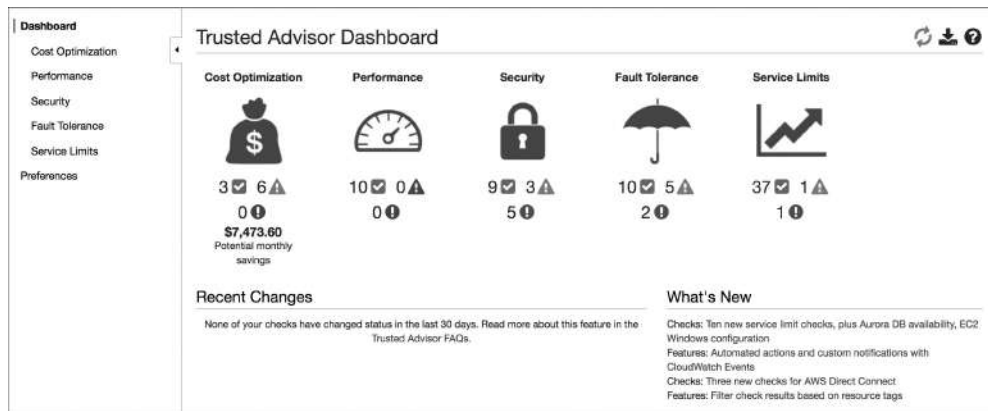 Dashboard
Cost Optimization
Performance
Security
Fault Tolerance
Service Limits
Preferences
Trusted Advisor Dashboard
Cost Optimization Performance Security Fault Tolerance Service Limits
$
3 6 10 0 9 3 10 5 37 1
0 0 5 2 1
$7,473.60
Potential monthly
savings
Recent Changes
None of your checks have changed status in the last 30 days. Read more about this feature in the
Trusted Advisor FAQs.
What's New
Checks: Ten new service limit checks, plus Aurora DB availability, EC2
Windows configuration
Features: Automated actions and custom notifications with
CloudWatch Events
Checks: Three new checks for AWS Direct Connect
Features: Filter check results based on resource tags